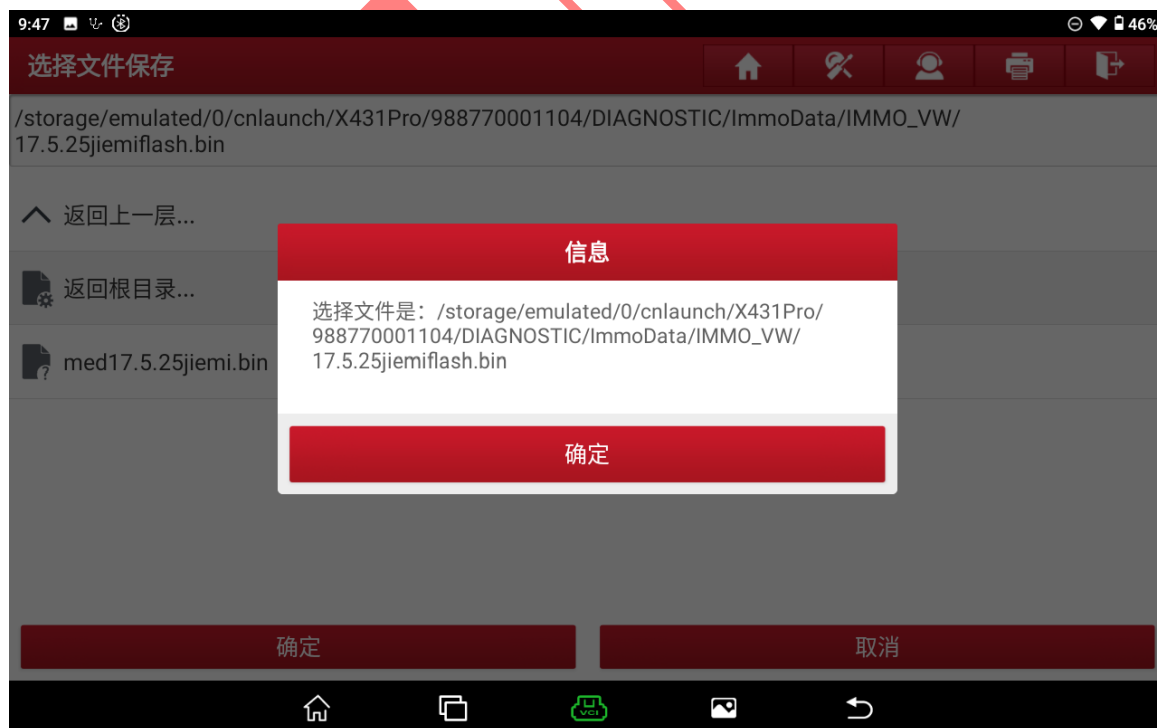 9:47
46%
选择文件保存
/storage/emulated/0/cnlaunch/X431Pro/988770001104/DIAGNOSTIC/ImmoData/IMMO_VW/
17.5.25jiemiflash.bin
返回上一层...
返回根目录...
med17.5.25jiemi.bin
信息
选择文件是：/storage/emulated/0/cnlaunch/X431Pro/
988770001104/DIAGNOSTIC/ImmoData/IMMO_VW/
17.5.25jiemiflash.bin
确定
确定
取消
VCI